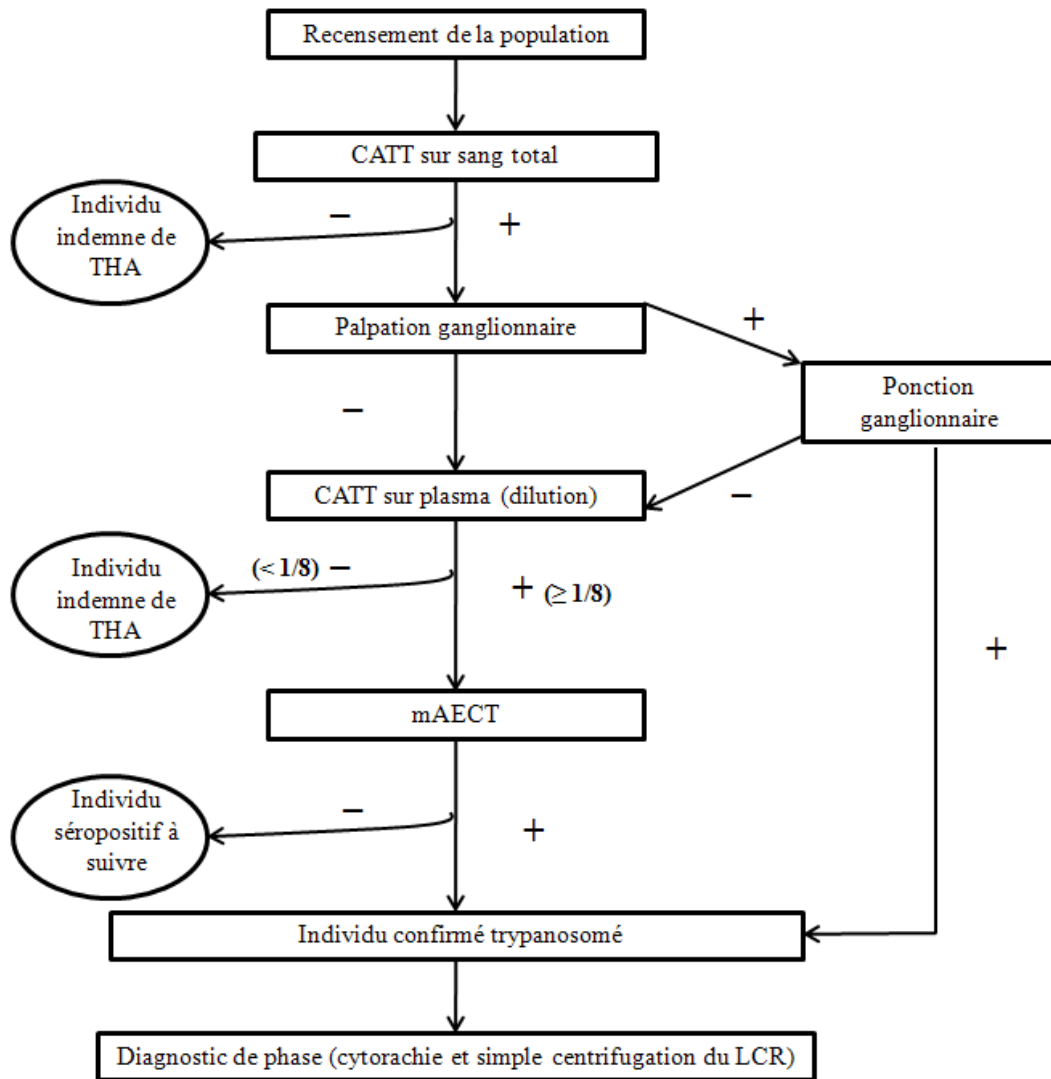 Recensement de la population
CATT sur sang total
Individu
indemne de
THA
−
+
Palpation ganglionnaire
+
Ponction
ganglionnaire
−
CATT sur plasma (dilution)
−
Individu
indemne de
THA
(< 1/8) −
+ (≥ 1/8)
+
mAECT
Individu
séropositif à
suivre
−
+
Individu confirmé trypanosomé
Diagnostic de phase (cytorachie et simple centrifugation du LCR)